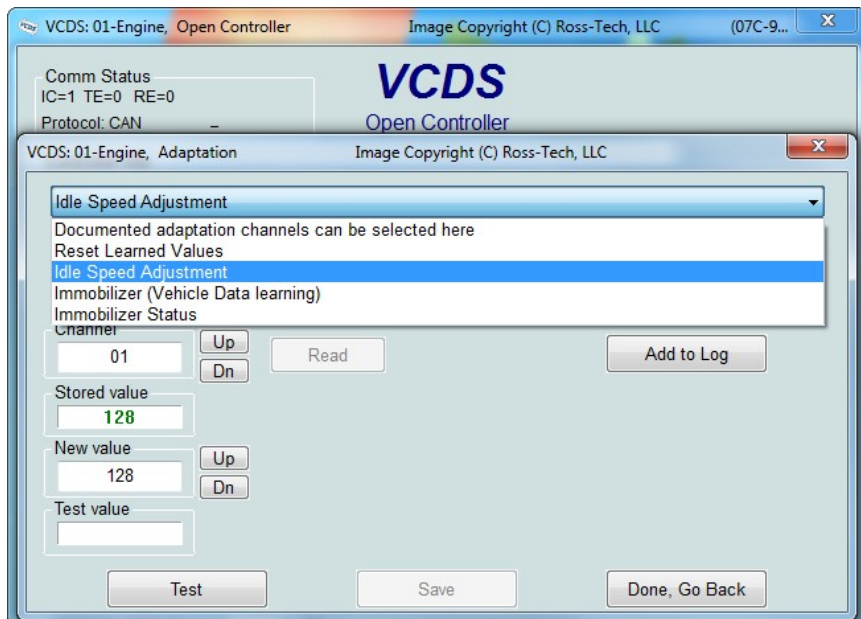 VCDS: 01-Engine, Open Controller Image Copyright (C) Ross-Tech, LLC (07C-9...
Comm Status
IC=1 TE=0 RE=0
Protocol: CAN –
VCDS
Open Controller
VCDS: 01-Engine, Adaptation Image Copyright (C) Ross-Tech, LLC
Idle Speed Adjustment
Documented adaptation channels can be selected here
Reset Learned Values
Idle Speed Adjustment
Immobilizer (Vehicle Data learning)
Immobilizer Status
Channel
01
Up
Dn
Read
Add to Log
Stored value
128
New value
128
Up
Dn
Test value
Test
Save
Done, Go Back